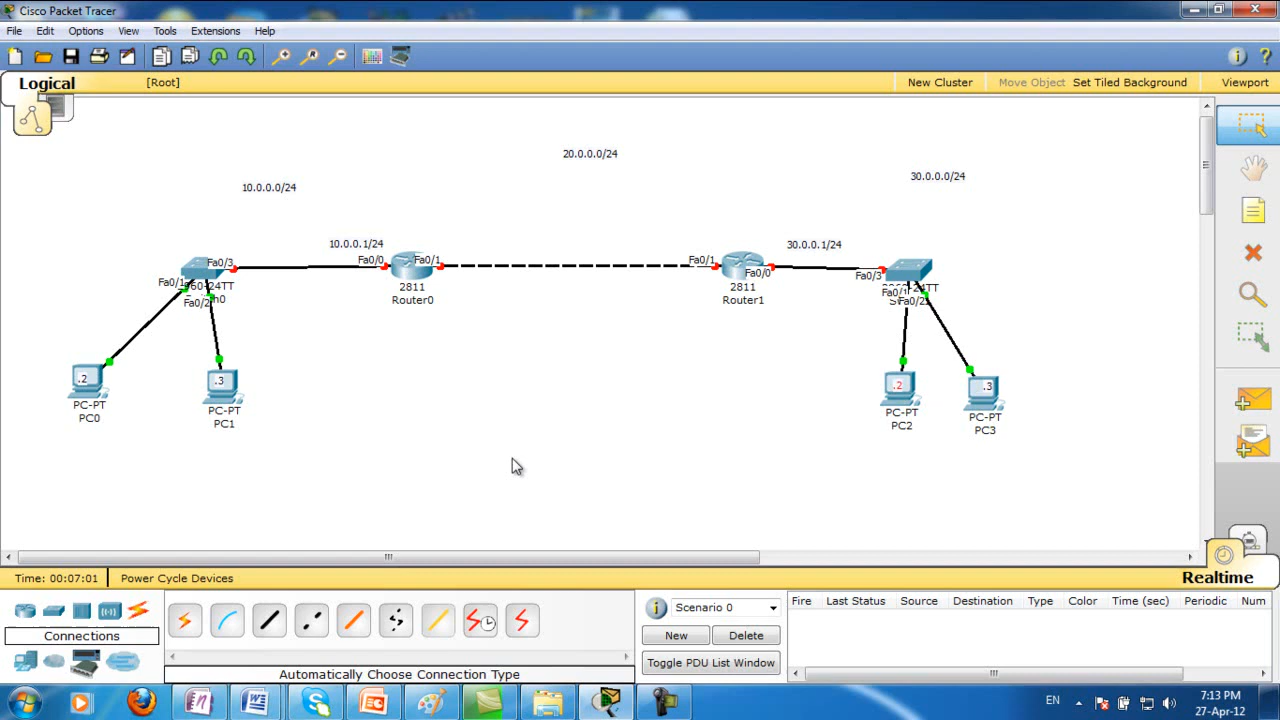 Cisco Packet Tracer
File Edit Options View Tools Extensions Help
Logical [Root] New Cluster Move Object Set Tiled Background Viewport
20.0.0.0/24
30.0.0.0/24
10.0.0.0/24
10.0.0.1/24 30.0.0.1/24
Fa0/3 Fa0/0 Fa0/1 Fa0/1 Fa0/0 Fa0/3
Fa0/1 Fa0/2 Fa0/1 Fa0/2
2811 2811
Router0 Router1
.2 .3 .2 .3
PC-PT PC-PT PC-PT PC-PT
PC0 PC1 PC2 PC3
Time: 00:07:01 Power Cycle Devices Realtime
Connections
Automatically Choose Connection Type
Scenario 0
New Delete
Toggle PDU List Window
Fire Last Status Source Destination Type Color Time (sec) Periodic Num
EN 7:13 PM
27-Apr-12